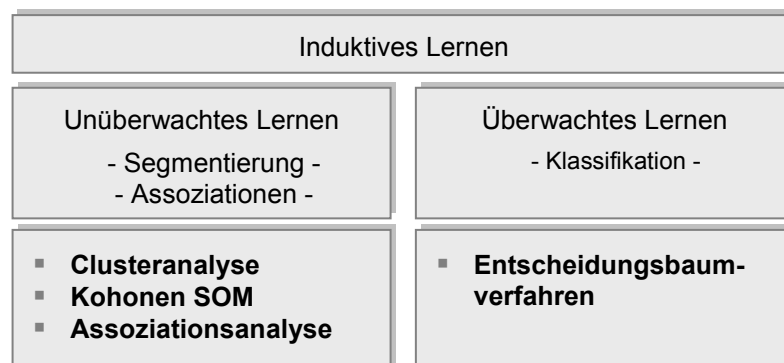 Induktives Lernen
Unüberwachtes Lernen
- Segmentierung -
- Assoziationen -
Überwachtes Lernen
- Klassifikation -
▪ Clusteranalyse
▪ Kohonen SOM
▪ Assoziationsanalyse
▪ Entscheidungsbaum-
verfahren